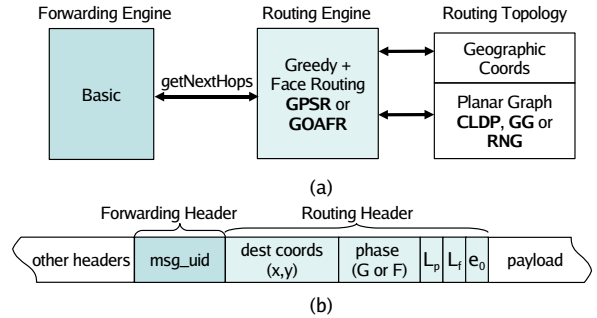 Forwarding Engine
Routing Engine
Routing Topology
Basic
getNextHops
Greedy +
Face Routing
GPSR or
GOAFR
Geographic
Coords
Planar Graph
CLDP, GG or
RNG
(a)
Forwarding Header
Routing Header
other headers
msg_uid
dest coords
(x,y)
phase
(G or F)
Lp
Lf
e0
payload
(b)